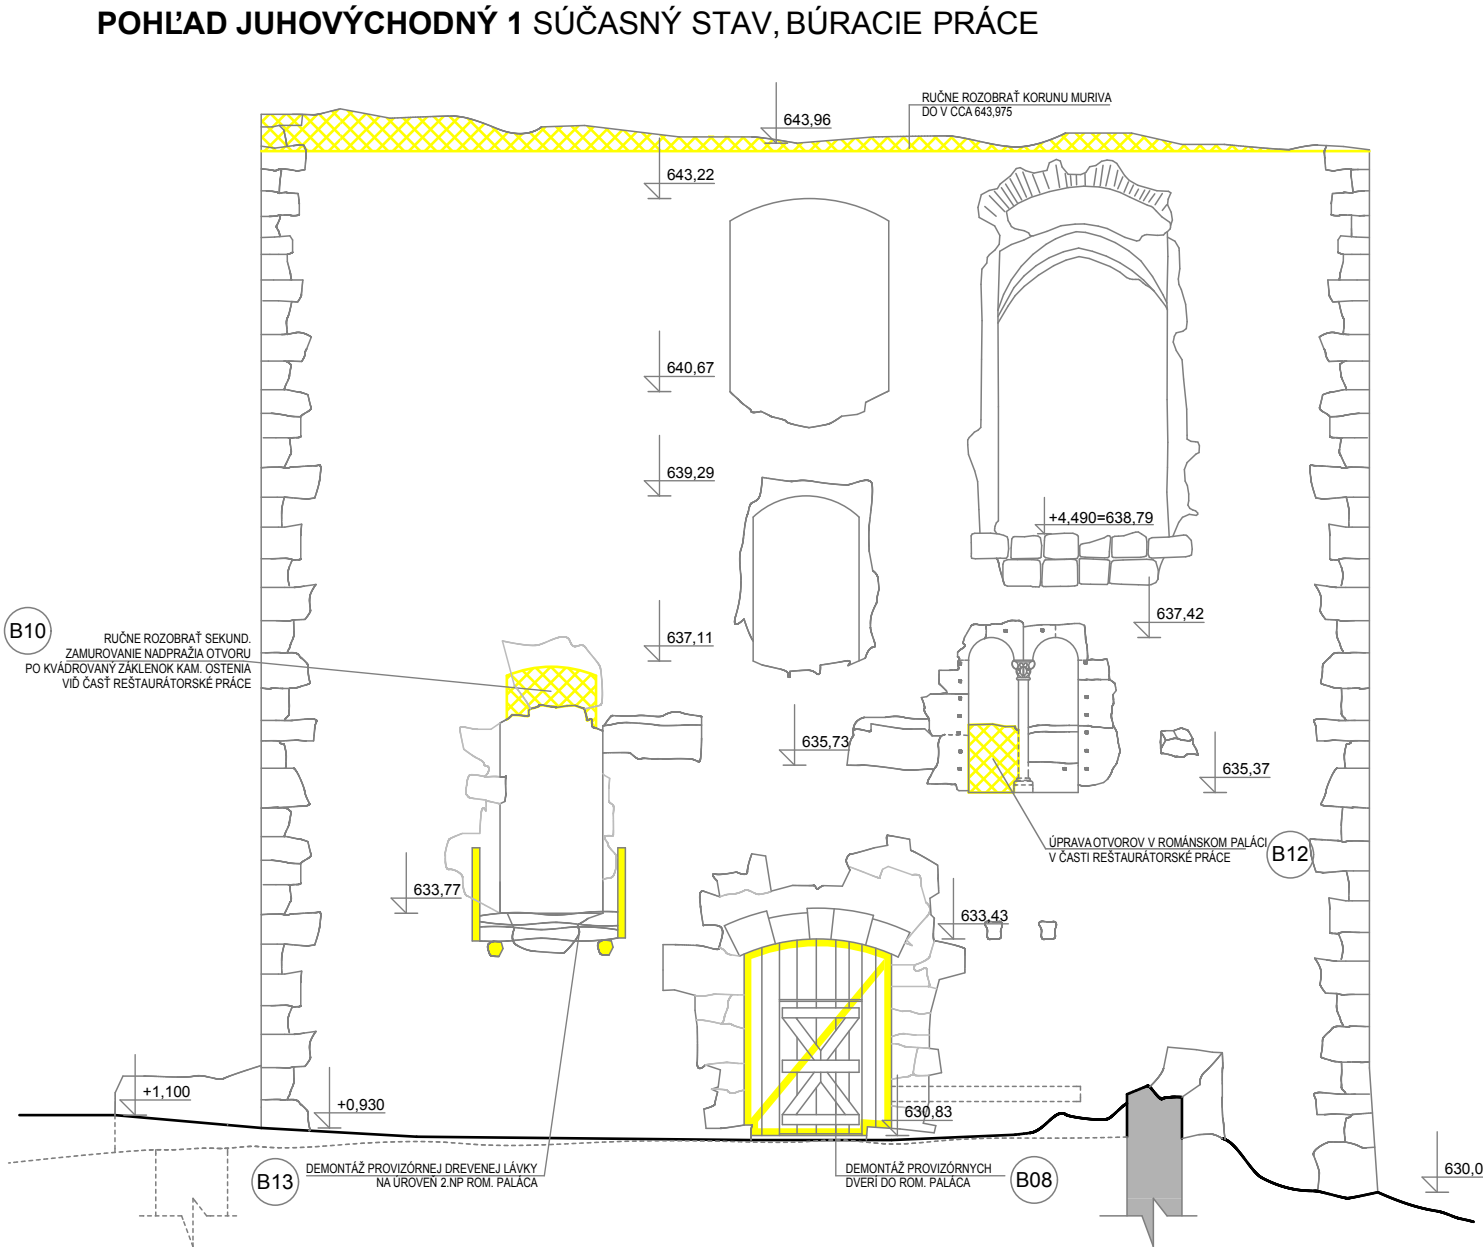 POHĽAD JUHOVÝCHODNÝ 1 SÚČASNÝ STAV, BÚRACIE PRÁCE
RUČNE ROZOBRAŤ KORUNU MURIVA
DO V CCA 643,975
643,96
643,22
640,67
639,29
+4,490=638,79
637,42
637,11
B10
RUČNE ROZOBRAŤ SEKUND.
ZAMUROVANIE NADPRAŽIA OTVORU
PO KVÁDROVANÝ ZÁKLENOK KAM. OSTENIA
VIĎ ČASŤ REŠTAURÁTORSKÉ PRÁCE
635,73
635,37
ÚPRAVA OTVOROV V ROMÁNSKOM PALÁCI
V ČASTI REŠTAURÁTORSKÉ PRÁCE
B12
633,77
633,43
+1,100
+0,930
630,83
B13
DEMONTÁŽ PROVIZÓRNEJ DREVENEJ LÁVKY
NA ÚROVEŇ 2.NP ROM. PALÁCA
DEMONTÁŽ PROVIZÓRNYCH
DVERÍ DO ROM. PALÁCA
B08
630,0